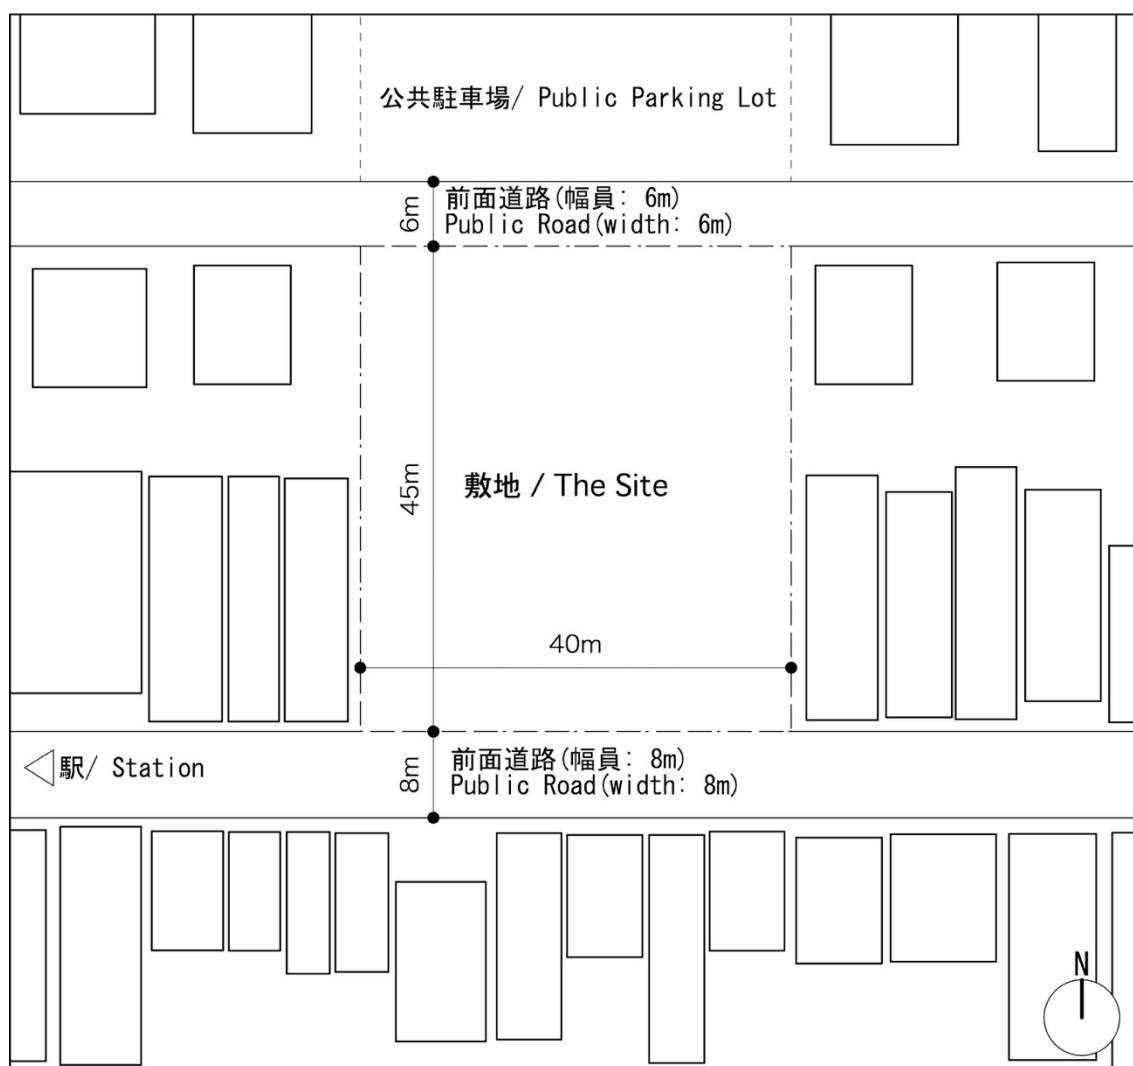 公共駐車場/ Public Parking Lot
6m
前面道路(幅員: 6m)
Public Road(width: 6m)
45m
敷地 / The Site
40m
駅/ Station
8m
前面道路(幅員: 8m)
Public Road(width: 8m)
N